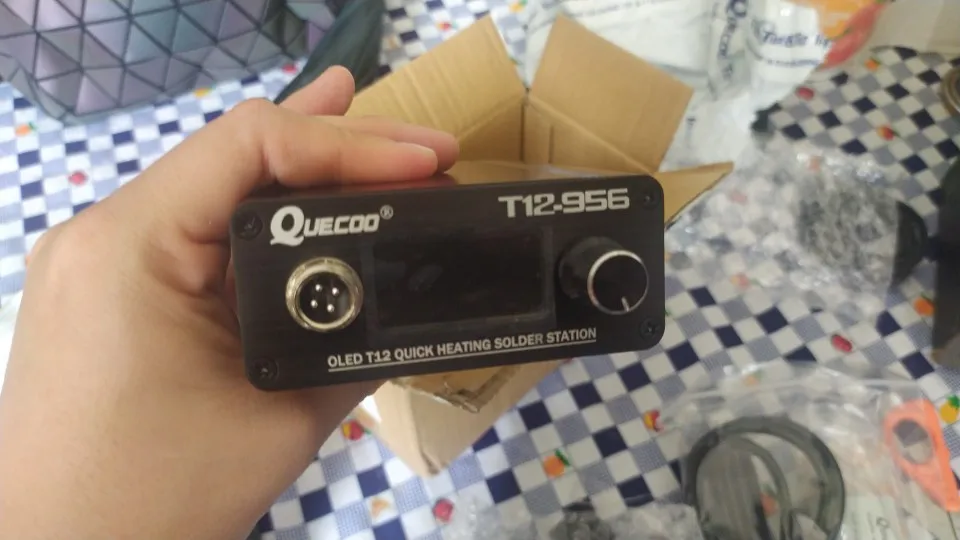 QUECOO®
T12-956
OLED T12 QUICK HEATING SOLDER STATION